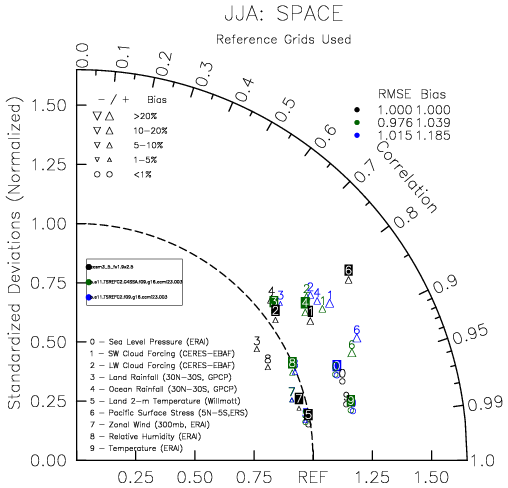 JJA: SPACE
Reference Grids Used
0.0 0.1 0.2 0.3 0.4 0.5 0.6 0.7 0.8 0.9 0.95 0.99 1.0
Correlation
RMSE Bias
1.000 1.000
0.976 1.039
1.015 1.185
− / + Bias
>20%
10−20%
5−10%
1−5%
<1%
Standardized Deviations (Normalized)
1.50
1.25
1.00
0.75
0.50
0.25
0.00
0 − Sea Level Pressure (ERAI)
1 − SW Cloud Forcing (CERES−EBAF)
2 − LW Cloud Forcing (CERES−EBAF)
3 − Land Rainfall (30N−30S, GPCP)
4 − Ocean Rainfall (30N−30S, GPCP)
5 − Land 2−m Temperature (Willmott)
6 − Pacific Surface Stress (5N−5S,ERS)
7 − Zonal Wind (300mb, ERAI)
8 − Relative Humidity (ERAI)
9 − Temperature (ERAI)
0.25 0.50 0.75 REF 1.25 1.50